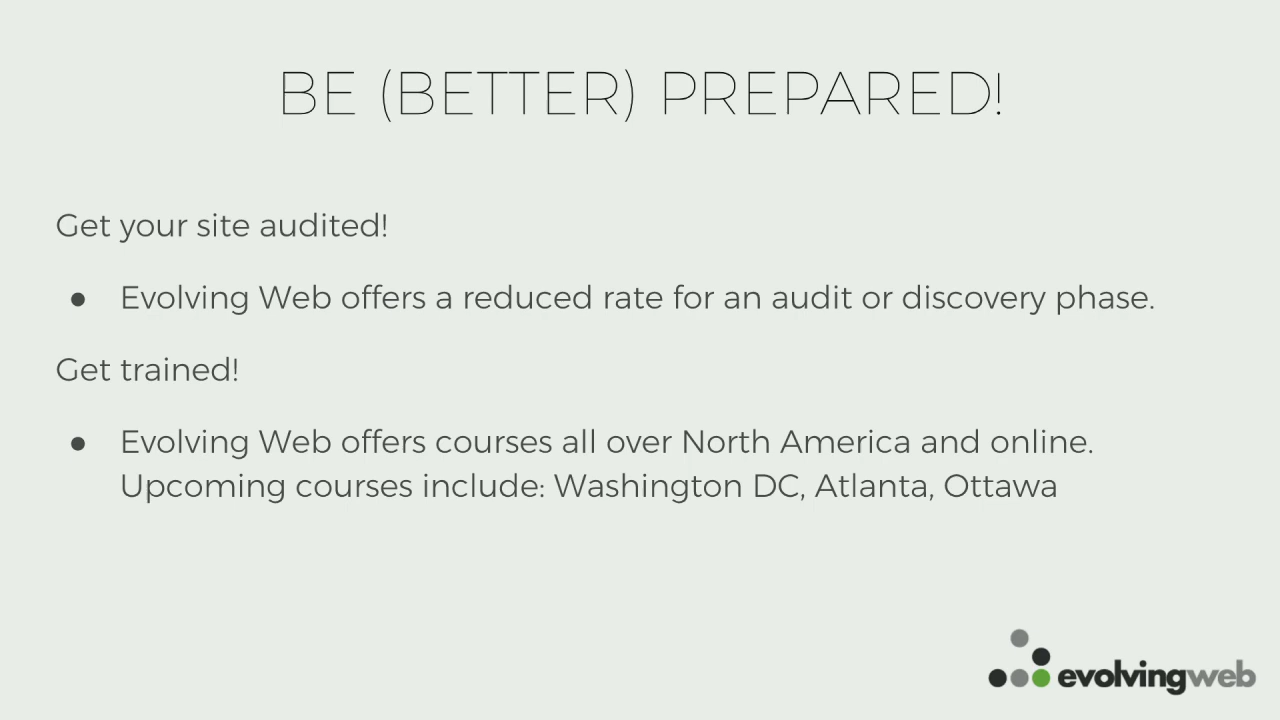 BE (BETTER) PREPARED!
Get your site audited!
● Evolving Web offers a reduced rate for an audit or discovery phase.
Get trained!
● Evolving Web offers courses all over North America and online.
Upcoming courses include: Washington DC, Atlanta, Ottawa
evolvingweb